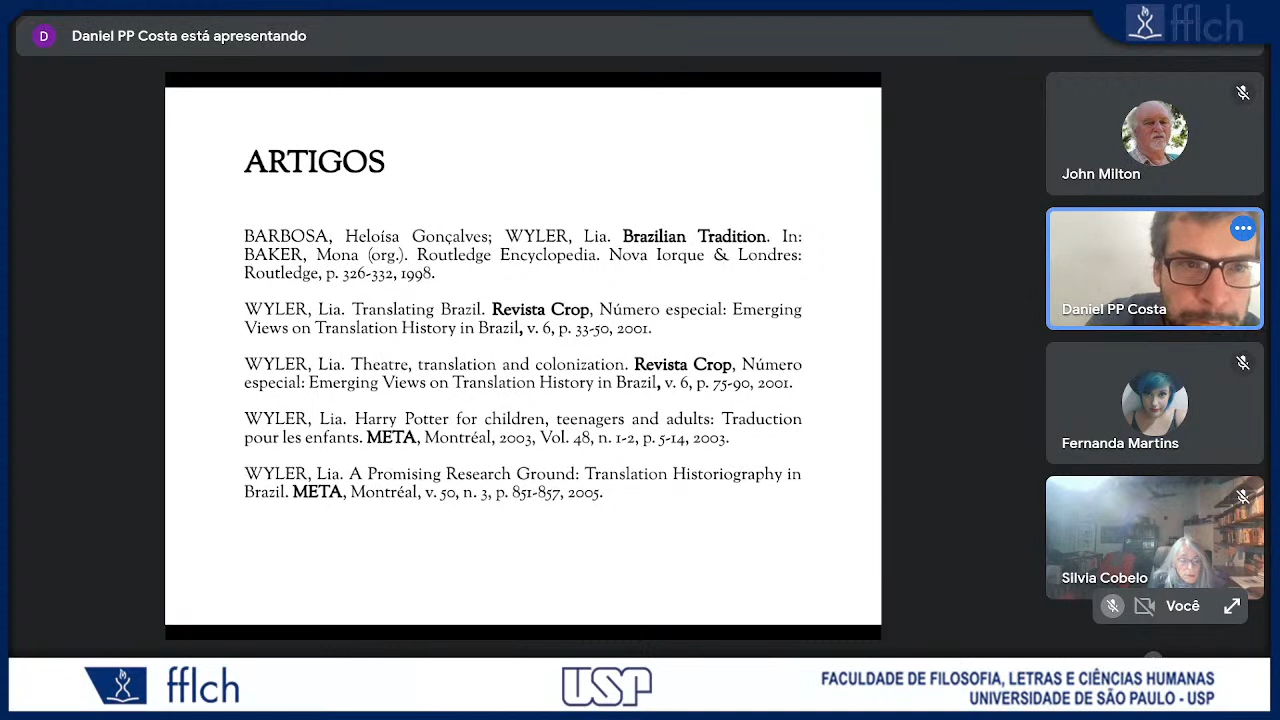 D Daniel PP Costa está apresentando
fflch
ARTIGOS
BARBOSA, Heloísa Gonçalves; WYLER, Lia. Brazilian Tradition. In:
BAKER, Mona (org.). Routledge Encyclopedia. Nova Iorque & Londres:
Routledge, p. 326-332, 1998.
WYLER, Lia. Translating Brazil. Revista Crop, Número especial: Emerging
Views on Translation History in Brazil, v. 6, p. 33-50, 2001.
WYLER, Lia. Theatre, translation and colonization. Revista Crop, Número
especial: Emerging Views on Translation History in Brazil, v. 6, p. 75-90, 2001.
WYLER, Lia. Harry Potter for children, teenagers and adults: Traduction
pour les enfants. META, Montréal, 2003, Vol. 48, n. 1-2, p. 5-14, 2003.
WYLER, Lia. A Promising Research Ground: Translation Historiography in
Brazil. META, Montréal, v. 50, n. 3, p. 851-857, 2005.
John Milton
Daniel PP Costa
Fernanda Martins
Silvia Cobelo
Você
fflch
USP
FACULDADE DE FILOSOFIA, LETRAS E CIÊNCIAS HUMANAS
UNIVERSIDADE DE SÃO PAULO - USP